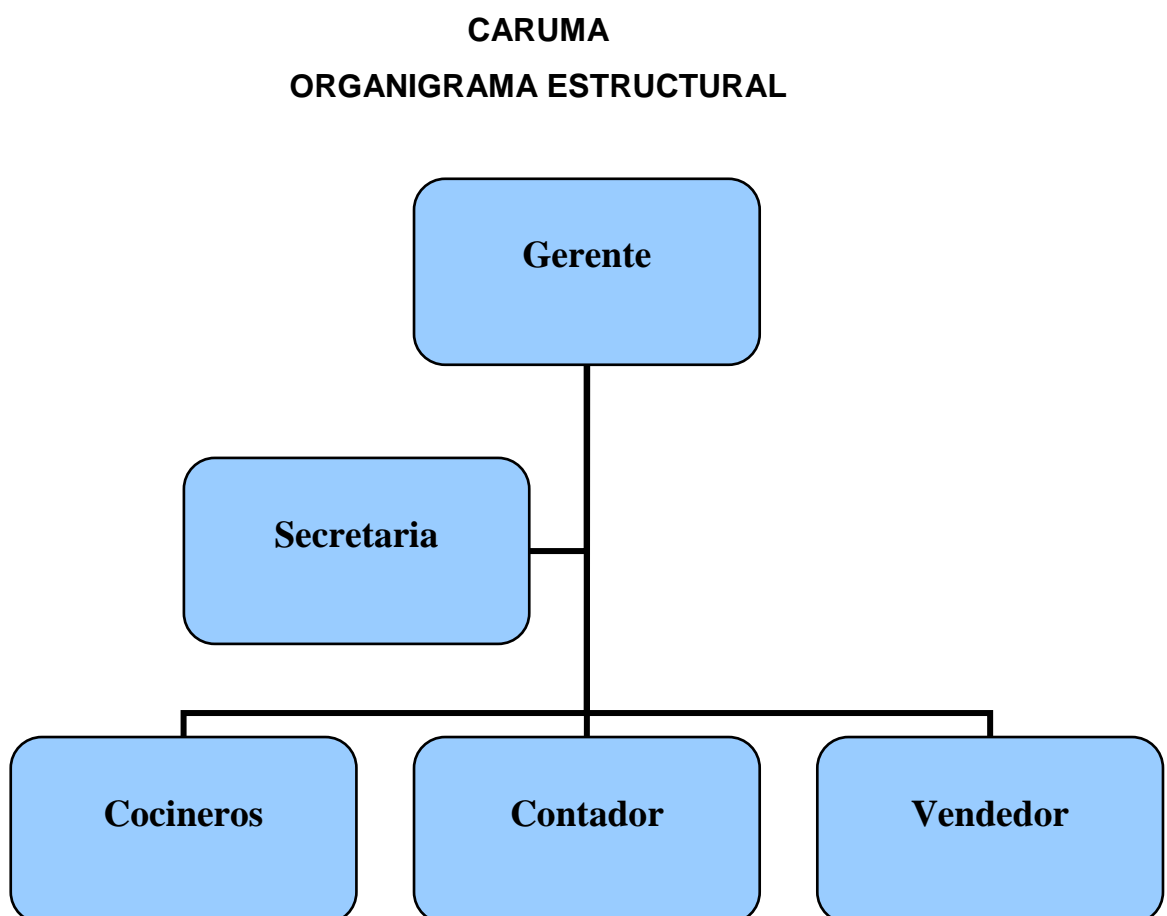 CARUMA
ORGANIGRAMA ESTRUCTURAL
Gerente
Secretaria
Cocineros
Contador
Vendedor